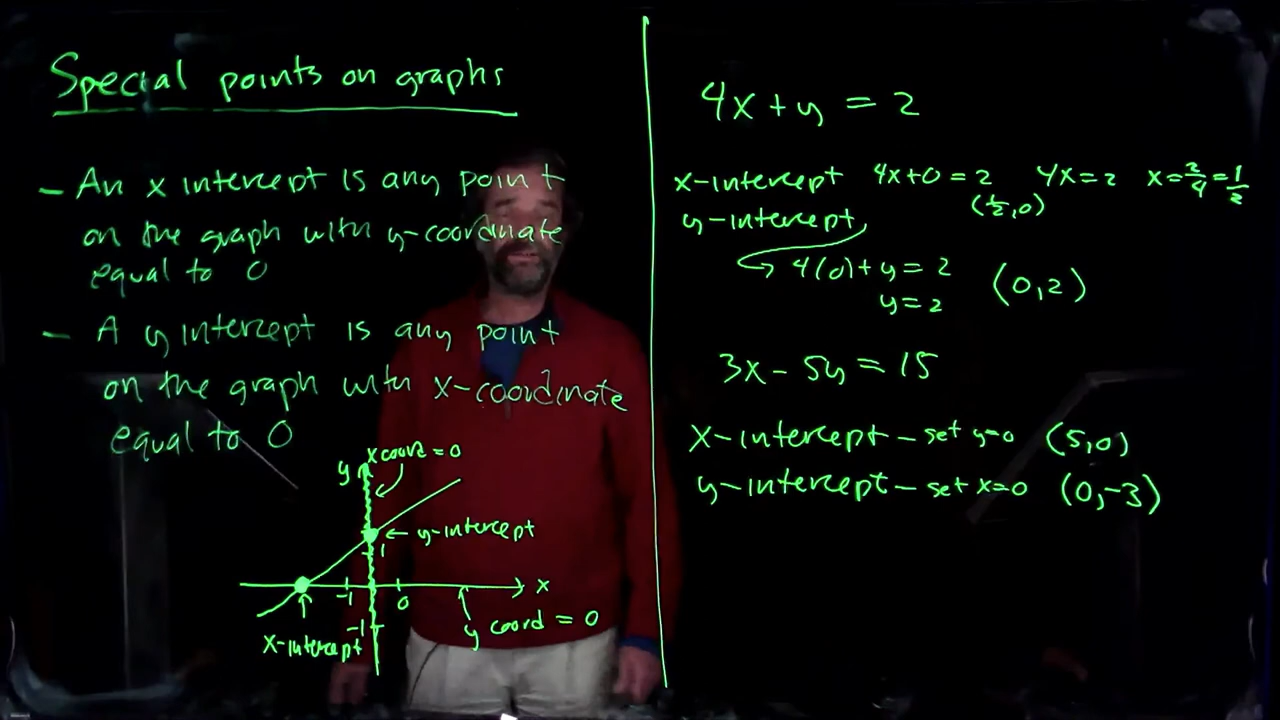 Special points on graphs
- An x intercept is any point
on the graph with y-coordinate
equal to 0
- A y intercept is any point
on the graph with x-coordinate
equal to 0
x coord = 0
y
← y-intercept
1
-1 0 x
-1
y coord = 0
x-intercept
4x + y = 2
x-intercept 4x+0 = 2 4x = 2 x = 2/4 = 1/2
(1/2, 0)
y-intercept
4(0) + y = 2
y = 2 (0, 2)
3x - 5y = 15
x-intercept - set y=0 (5, 0)
y-intercept - set x=0 (0, -3)